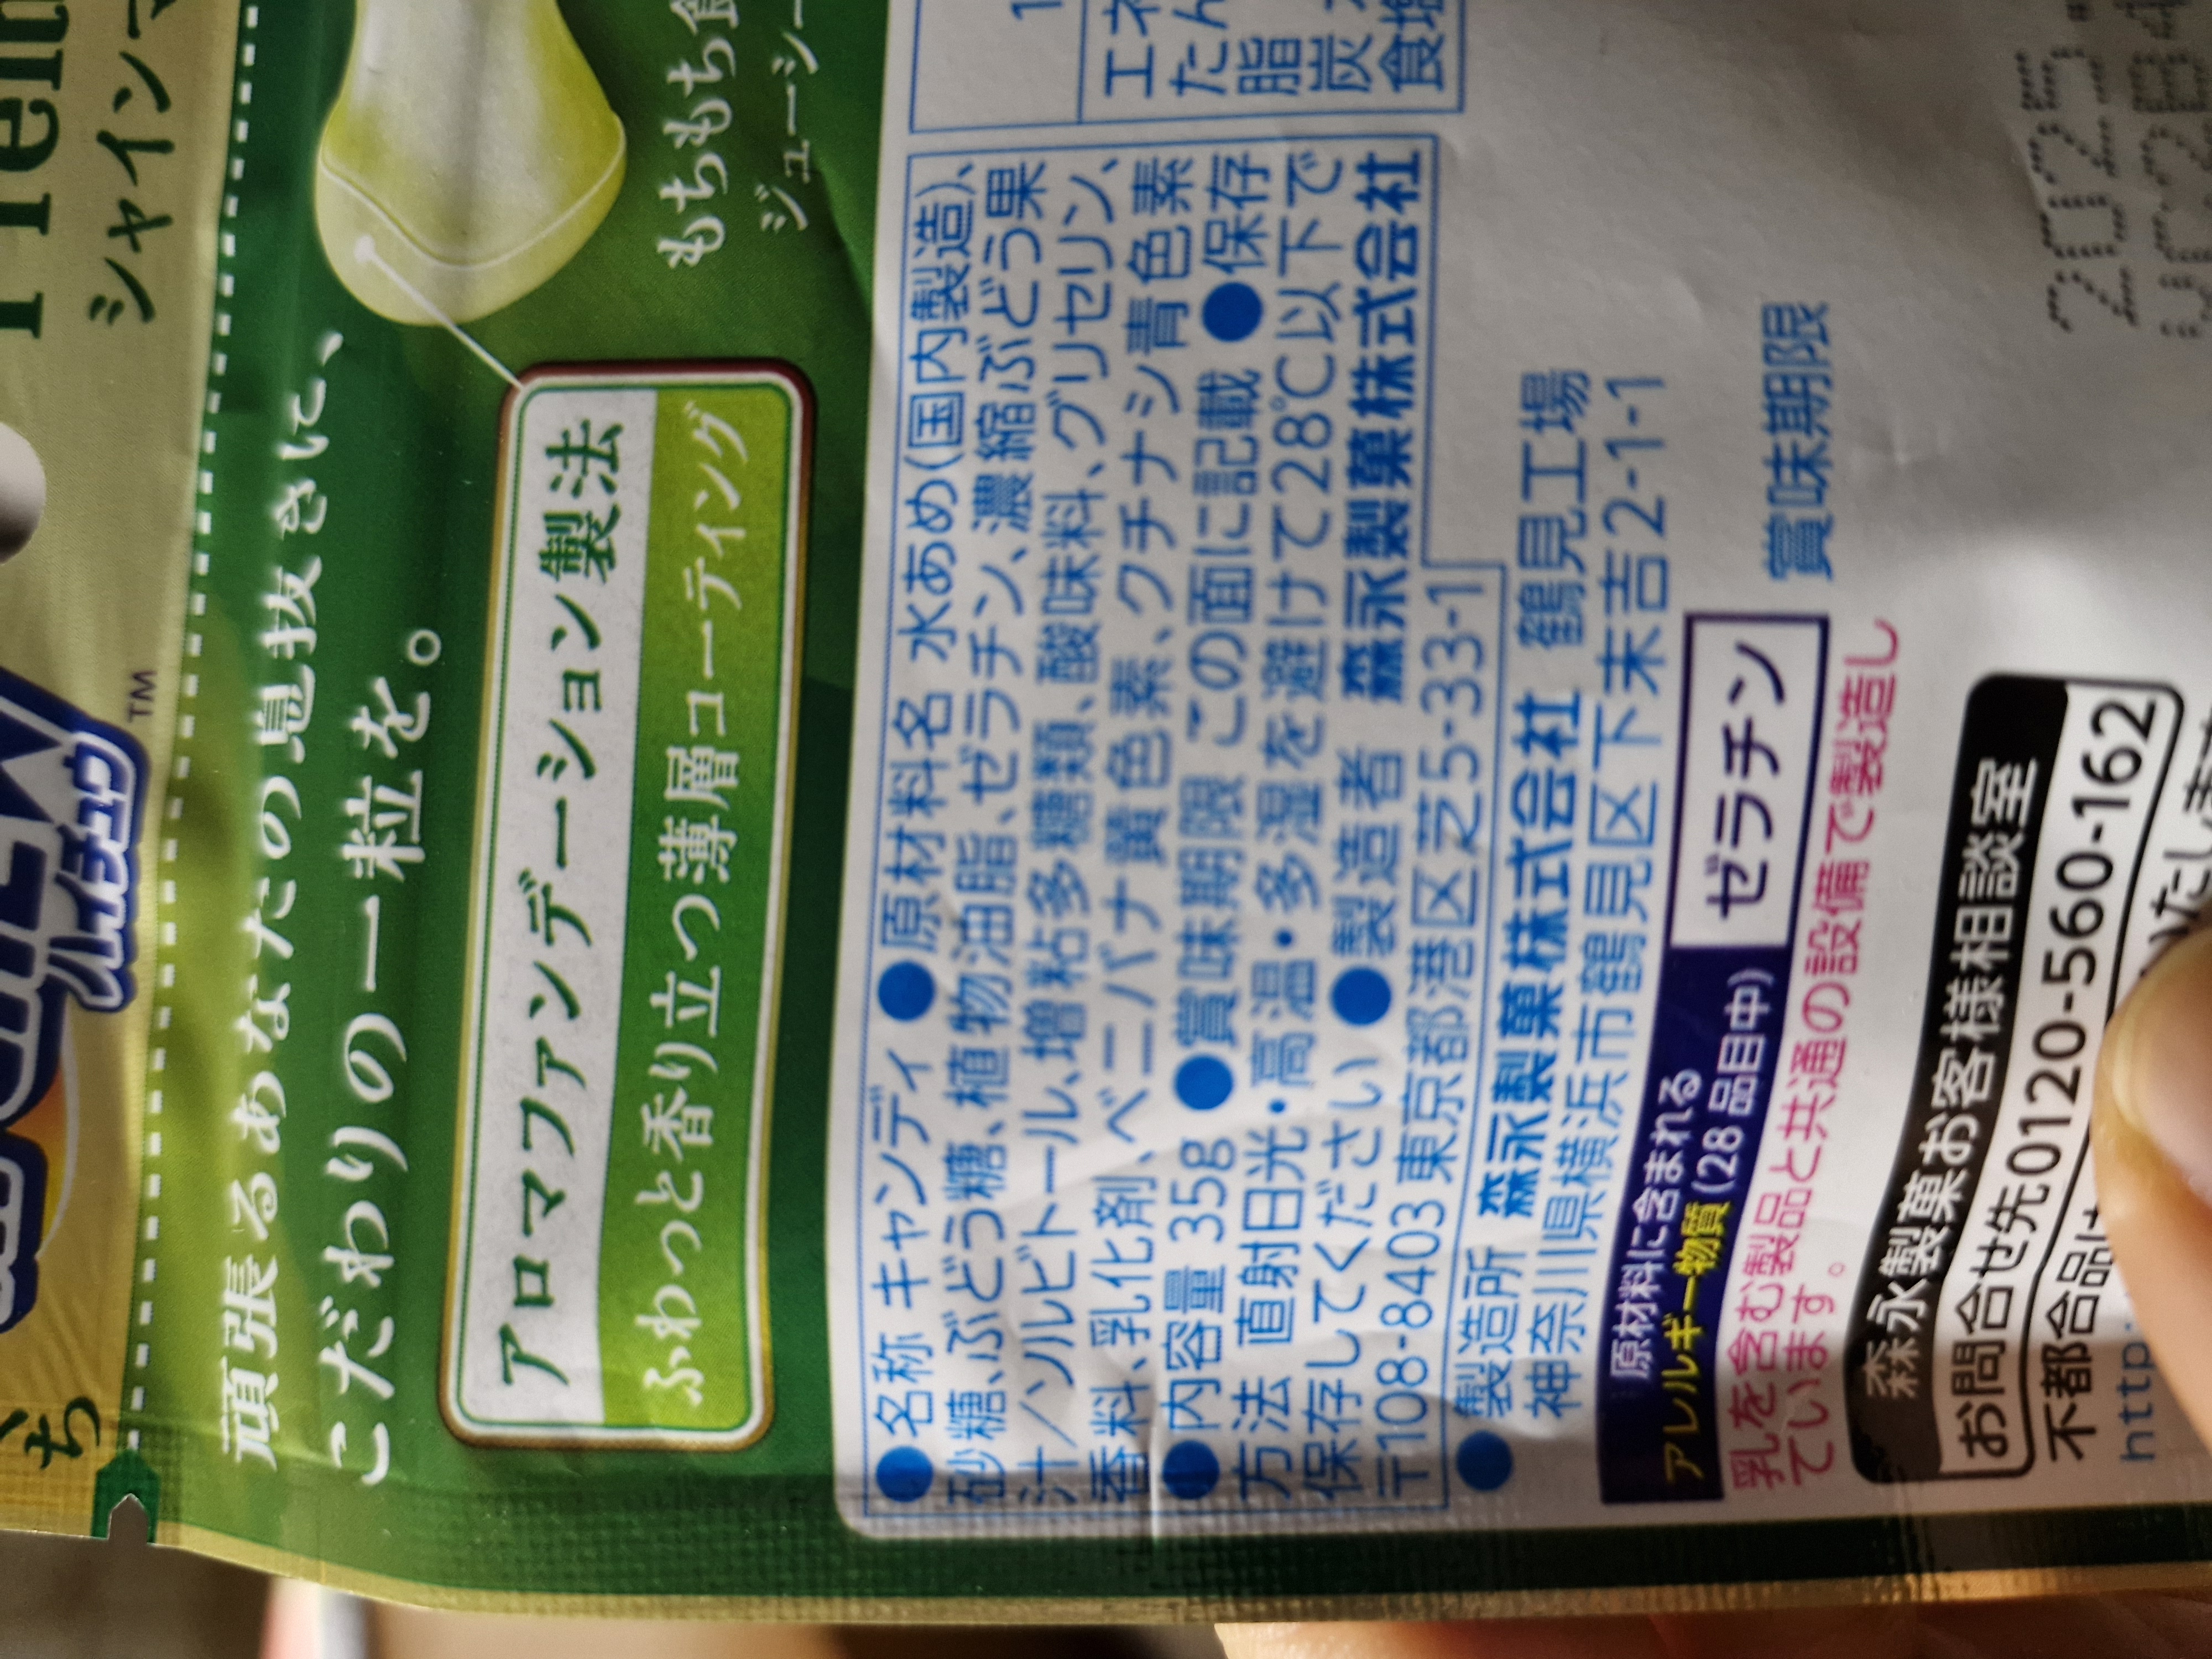 シャイン
ハイチュウ
TM
頑張るあなたの息抜きに、
こだわりの一粒を。
もちもち
アロマファンデーション製法
ふわっと香り立つ薄層コーティング
●名称 キャンディ ●原材料名 水あめ(国内製造)、
砂糖、ぶどう糖、植物油脂、ゼラチン、濃縮ぶどう果
汁/ソルビトール、増粘多糖類、酸味料、グリセリン、
香料、乳化剤、ベニバナ黄色素、クチナシ青色素
●内容量 35g ●賞味期限 この面に記載 ●保存
方法 直射日光・高温・多湿を避けて28℃以下で
保存してください ●製造者 森永製菓株式会社
〒108-8403 東京都港区芝5-33-1
●製造所 森永製菓株式会社 鶴見工場
神奈川県横浜市鶴見区下末吉2-1-1
原材料に含まれる
アレルギー物質(28品目中)
ゼラチン
乳を含む製品と共通の設備で製造し
ています。
賞味期限
2025
森永製菓お客様相談室
お問合せ先0120-560-162
不都合品は
http